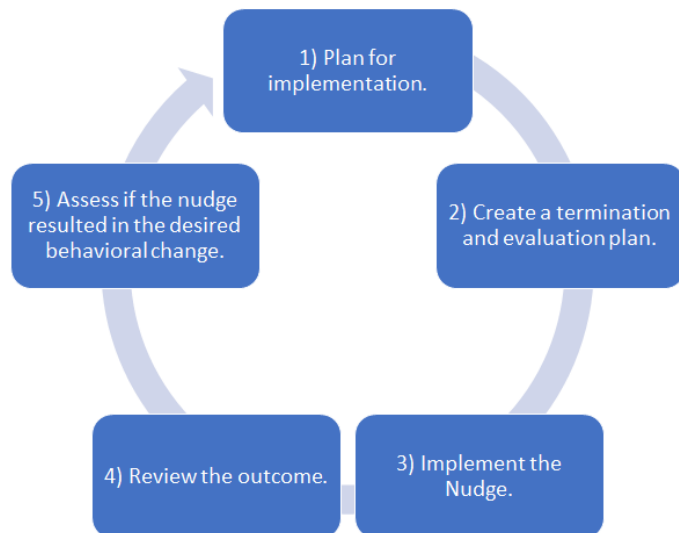 1) Plan for
implementation.
2) Create a termination
and evaluation plan.
3) Implement the
Nudge.
4) Review the outcome.
5) Assess if the nudge
resulted in the desired
behavioral change.